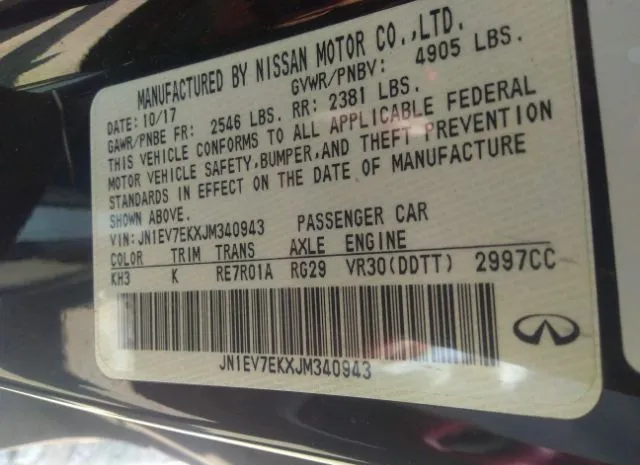 MANUFACTURED BY NISSAN MOTOR CO.,LTD.
DATE: 10/17 GVWR/PNBV: 4905 LBS.
GAWR/PNBE FR: 2546 LBS. RR: 2381 LBS.
THIS VEHICLE CONFORMS TO ALL APPLICABLE FEDERAL
MOTOR VEHICLE SAFETY,BUMPER,AND THEFT PREVENTION
STANDARDS IN EFFECT ON THE DATE OF MANUFACTURE
SHOWN ABOVE.
VIN: JN1EV7EKXJM340943 PASSENGER CAR
COLOR TRIM TRANS AXLE ENGINE
KH3 K RE7R01A RG29 VR30(DDTT) 2997CC
JN1EV7EKXJM340943